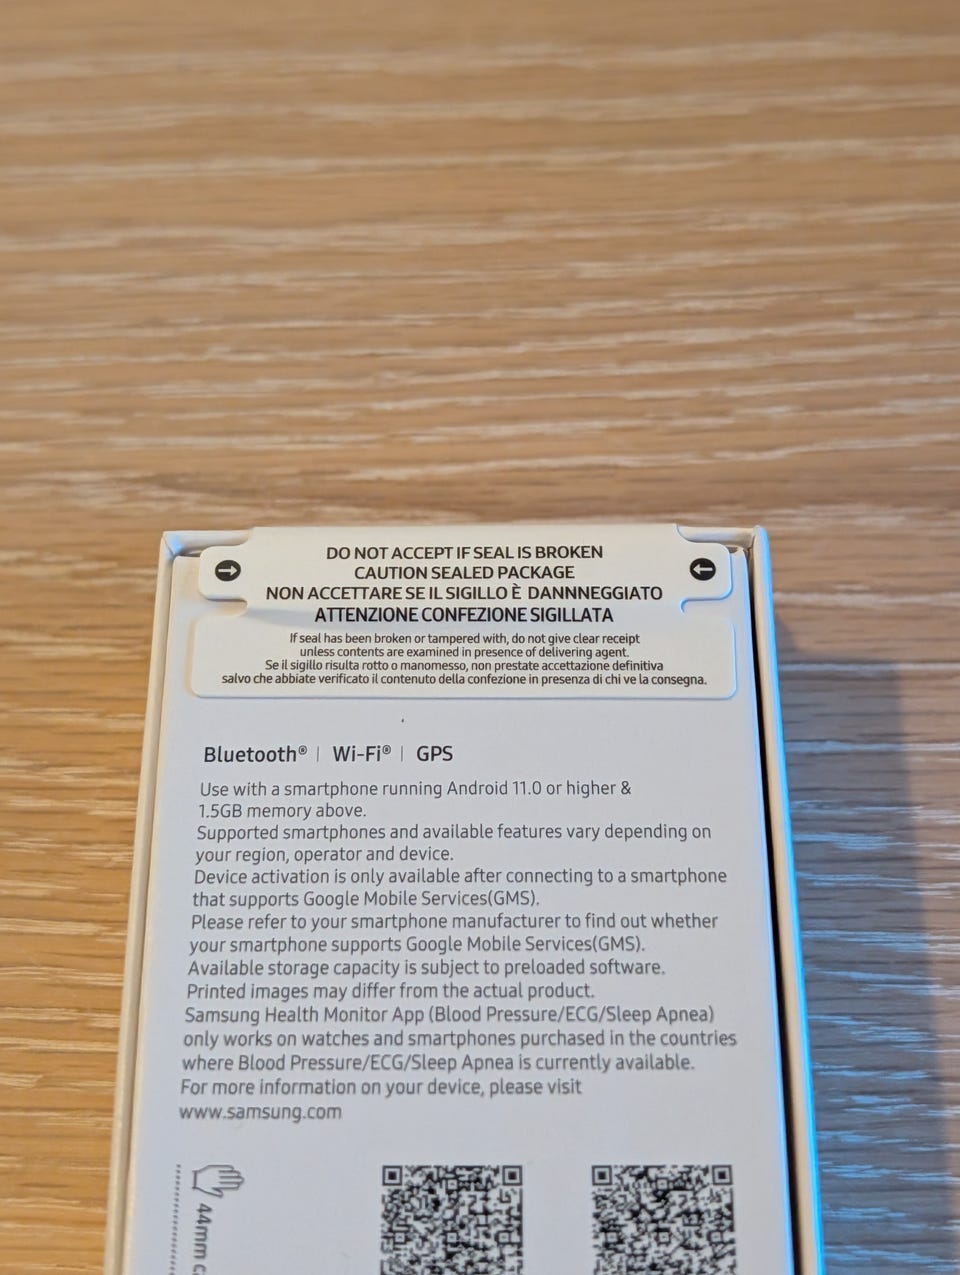 DO NOT ACCEPT IF SEAL IS BROKEN
CAUTION SEALED PACKAGE
NON ACCETTARE SE IL SIGILLO È DANNNEGGIATO
ATTENZIONE CONFEZIONE SIGILLATA
If seal has been broken or tampered with, do not give clear receipt
unless contents are examined in presence of delivering agent.
Se il sigillo risulta rotto o manomesso, non prestate accettazione definitiva
salvo che abbiate verificato il contenuto della confezione in presenza di chi ve la consegna.
Bluetooth® | Wi-Fi® | GPS
Use with a smartphone running Android 11.0 or higher &
1.5GB memory above.
Supported smartphones and available features vary depending on
your region, operator and device.
Device activation is only available after connecting to a smartphone
that supports Google Mobile Services(GMS).
Please refer to your smartphone manufacturer to find out whether
your smartphone supports Google Mobile Services(GMS).
Available storage capacity is subject to preloaded software.
Printed images may differ from the actual product.
Samsung Health Monitor App (Blood Pressure/ECG/Sleep Apnea)
only works on watches and smartphones purchased in the countries
where Blood Pressure/ECG/Sleep Apnea is currently available.
For more information on your device, please visit
www.samsung.com
44mm